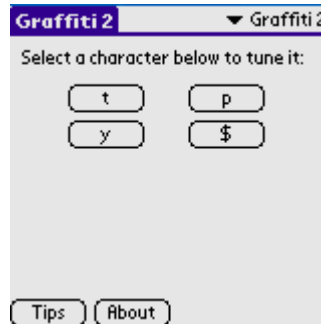 Graffiti 2 Graffiti 2
Select a character below to tune it:
t p
y $
Tips About